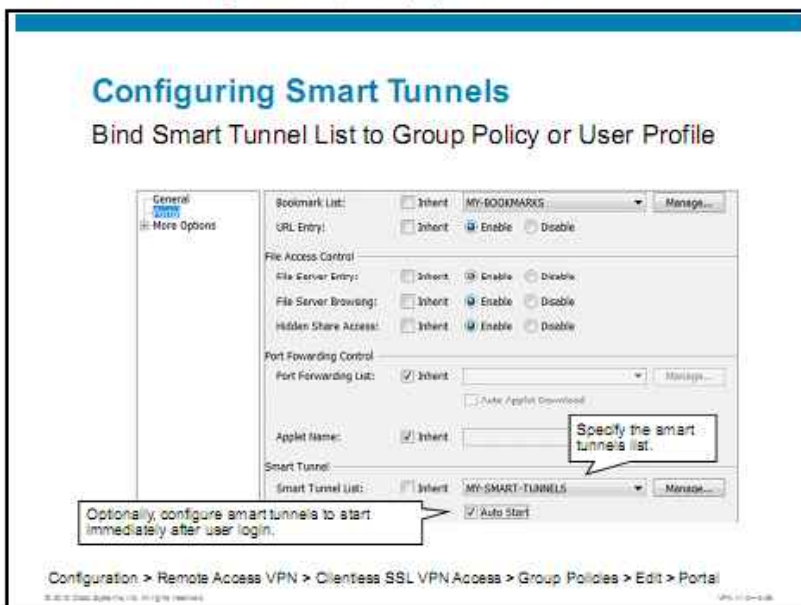 Configuring Smart Tunnels
Bind Smart Tunnel List to Group Policy or User Profile
General
Portal
More Options
Bookmark List: Inherit MY-BOOKMARKS Manage...
URL Entry: Inherit Enable Disable
File Access Control
File Server Entry: Inherit Enable Disable
File Server Browsing: Inherit Enable Disable
Hidden Share Access: Inherit Enable Disable
Port Fowarding Control
Port Forwarding List: Inherit Manage...
Auto Applet Download
Applet Name: Inherit
Specify the smart
tunnels list.
Smart Tunnel
Smart Tunnel List: Inherit MY-SMART-TUNNELS Manage...
Auto Start
Optionally, configure smart tunnels to start
immediately after user login.
Configuration > Remote Access VPN > Clientless SSL VPN Access > Group Policies > Edit > Portal